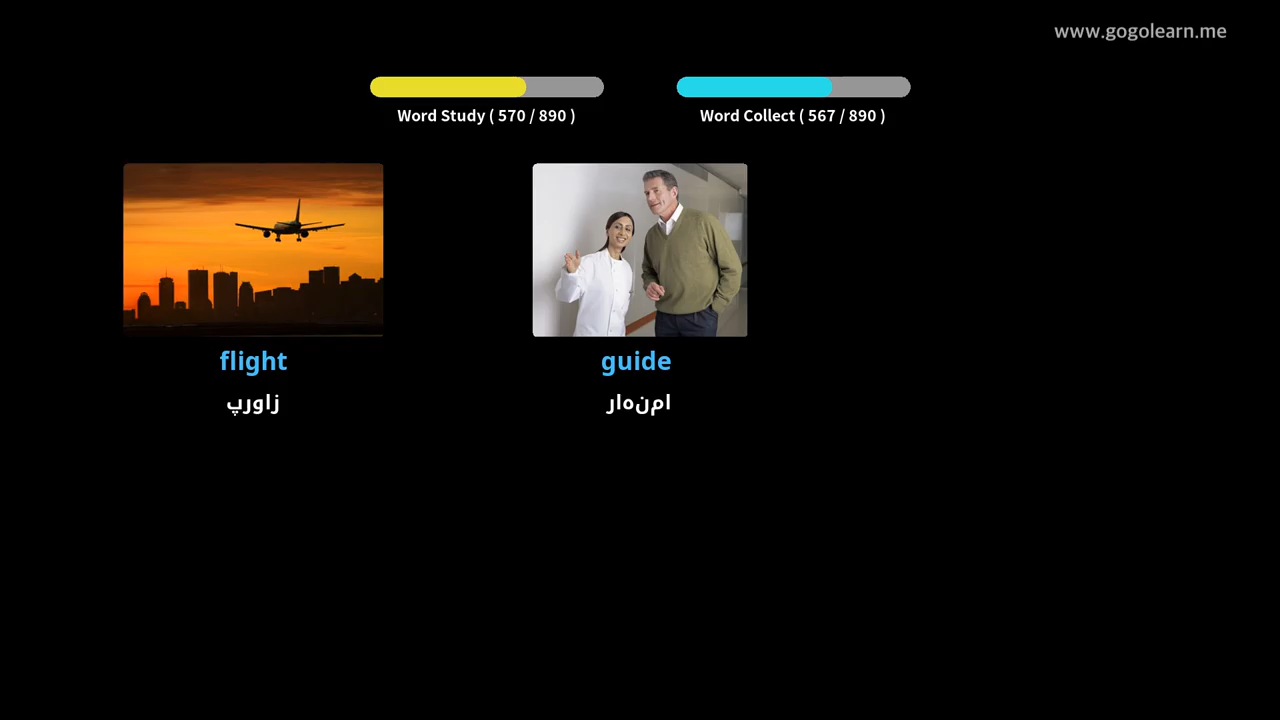 www.gogolearn.me
Word Study ( 570 / 890 )
Word Collect ( 567 / 890 )
flight
زاورپ
guide
امنهار